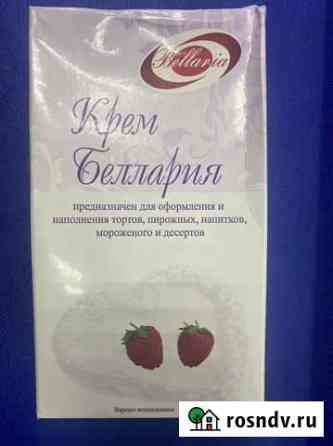 Bellaria
Крем
Беллария
предназначен для оформления и
наполнения тортов, пирожных, напитков,
мороженого и десертов
rosndv.ru